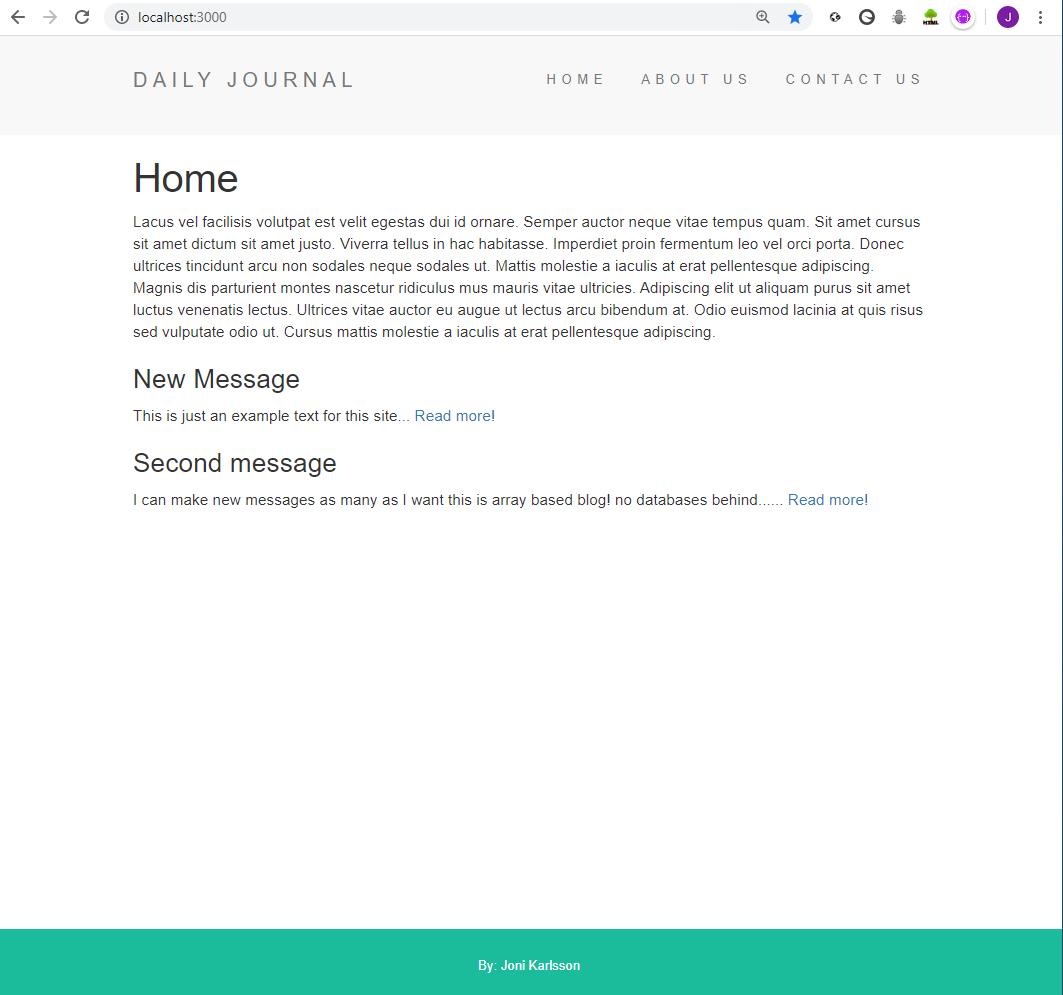 localhost:3000
HTML
J
DAILY JOURNAL
HOME ABOUT US CONTACT US
Home
Lacus vel facilisis volutpat est velit egestas dui id ornare. Semper auctor neque vitae tempus quam. Sit amet cursus
sit amet dictum sit amet justo. Viverra tellus in hac habitasse. Imperdiet proin fermentum leo vel orci porta. Donec
ultrices tincidunt arcu non sodales neque sodales ut. Mattis molestie a iaculis at erat pellentesque adipiscing.
Magnis dis parturient montes nascetur ridiculus mus mauris vitae ultricies. Adipiscing elit ut aliquam purus sit amet
luctus venenatis lectus. Ultrices vitae auctor eu augue ut lectus arcu bibendum at. Odio euismod lacinia at quis risus
sed vulputate odio ut. Cursus mattis molestie a iaculis at erat pellentesque adipiscing.
New Message
This is just an example text for this site... Read more!
Second message
I can make new messages as many as I want this is array based blog! no databases behind...... Read more!
By: Joni Karlsson